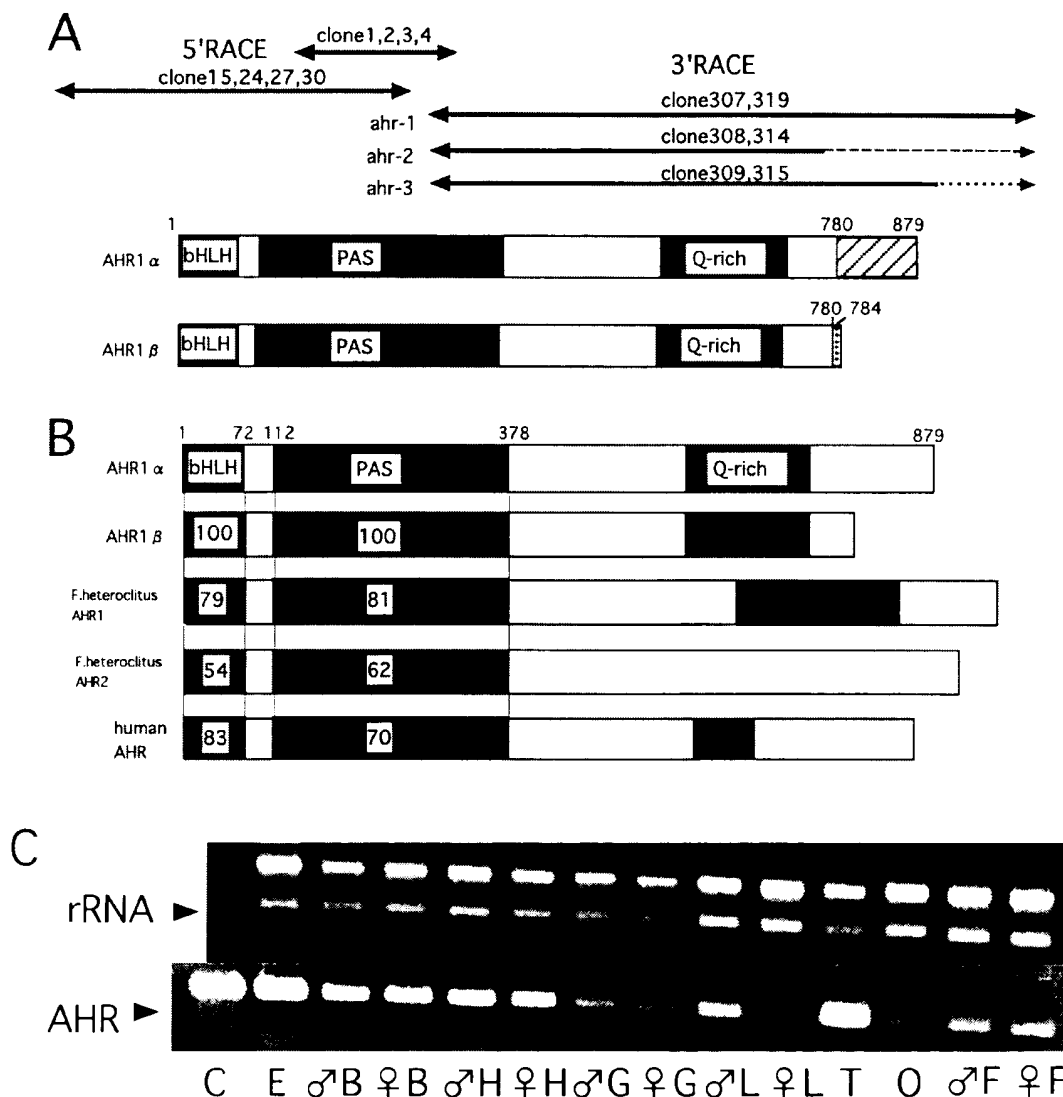 A
5'RACE
clone1,2,3,4
3'RACE
clone15,24,27,30
clone307,319
ahr-1
clone308,314
ahr-2
clone309,315
ahr-3
1
780
879
AHR1 α
bHLH
PAS
Q-rich
780
784
AHR1 β
bHLH
PAS
Q-rich
B
1
72
112
378
879
AHR1 α
bHLH
PAS
Q-rich
AHR1 β
100
100
F.heteroclitus
AHR1
79
81
F.heteroclitus
AHR2
54
62
human
AHR
83
70
C
rRNA
AHR
C E ♂B ♀B ♂H ♀H ♂G ♀G ♂L ♀L T O ♂F ♀F